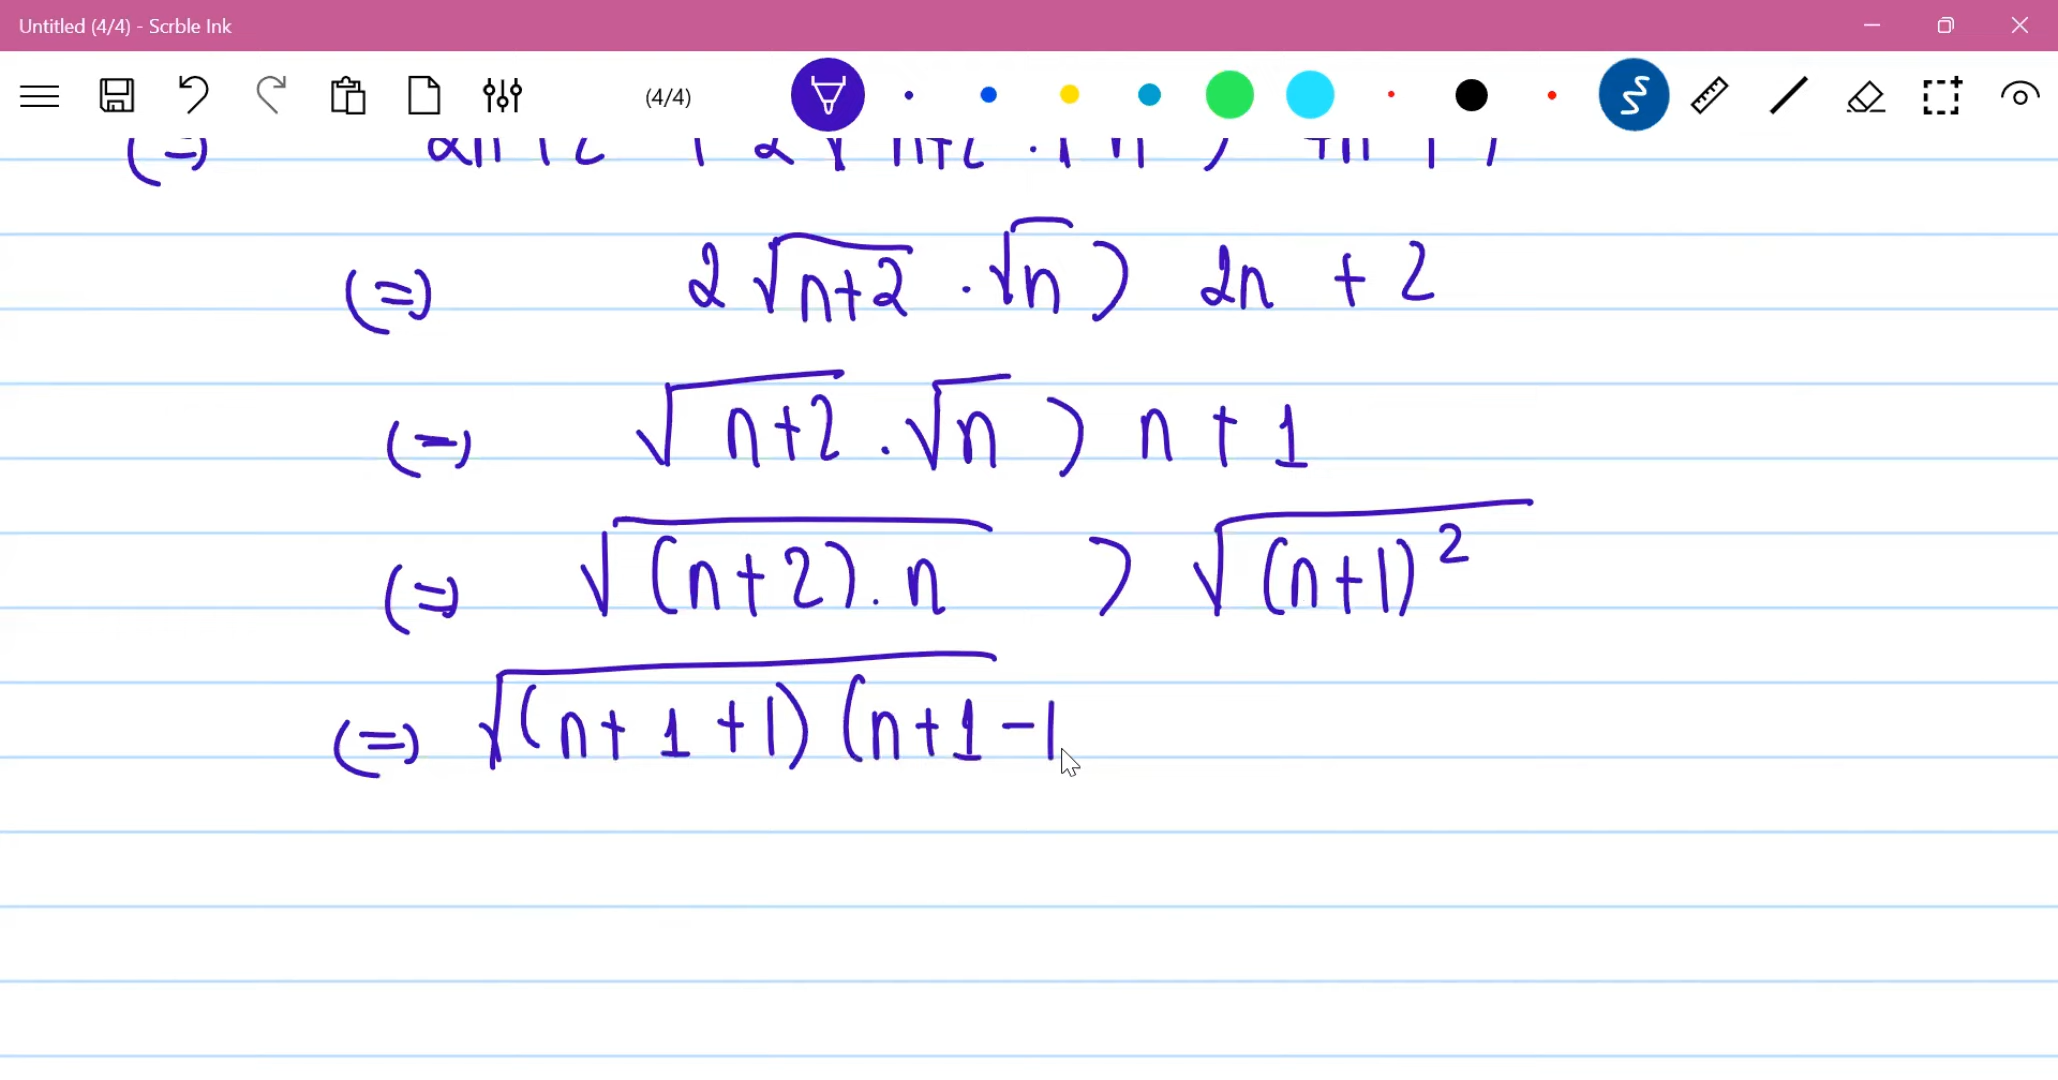 Untitled (4/4) - Scrble Ink
(4/4)
(=) 2√n+2 · √n ) 2n + 2
(-) √n+2 · √n ) n + 1
(=) √(n+2) . n ) √(n+1)²
(=) √(n+1+1) (n+1-1